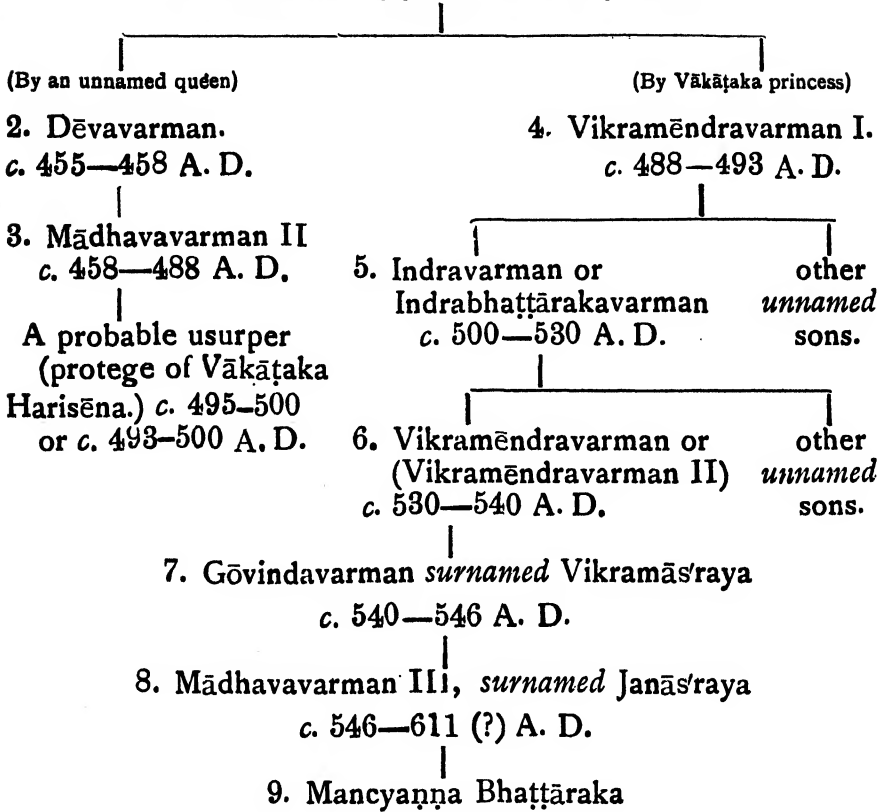 (By an unnamed queen)
(By Vākāṭaka princess)
2. Dēvavarman.
c. 455—458 A. D.
4. Vikramēndravarman I.
c. 488—493 A. D.
3. Mādhavavarman II
c. 458—488 A. D.
5. Indravarman or
Indrabhaṭṭārakavarman
c. 500—530 A. D.
other
unnamed
sons.
A probable usurper
(protege of Vākāṭaka
Harisēna.) c. 495–500
or c. 493–500 A. D.
6. Vikramēndravarman or
(Vikramēndravarman II)
c. 530—540 A. D.
other
unnamed
sons.
7. Gōvindavarman surnamed Vikramās'raya
c. 540—546 A. D.
8. Mādhavavarman III, surnamed Janās'raya
c. 546—611 (?) A. D.
9. Mancyaṇṇa Bhaṭṭāraka